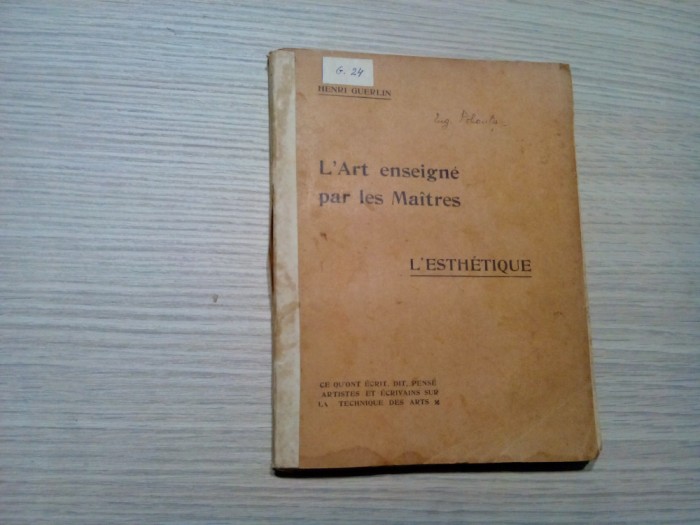 G. 24
HENRI GUERLIN
Eug.
L'Art enseigné
par les Maîtres
L'ESTHÉTIQUE
CE QU'ONT ÉCRIT, DIT, PENSÉ
ARTISTES ET ÉCRIVAINS SUR
LA TECHNIQUE DES ARTS